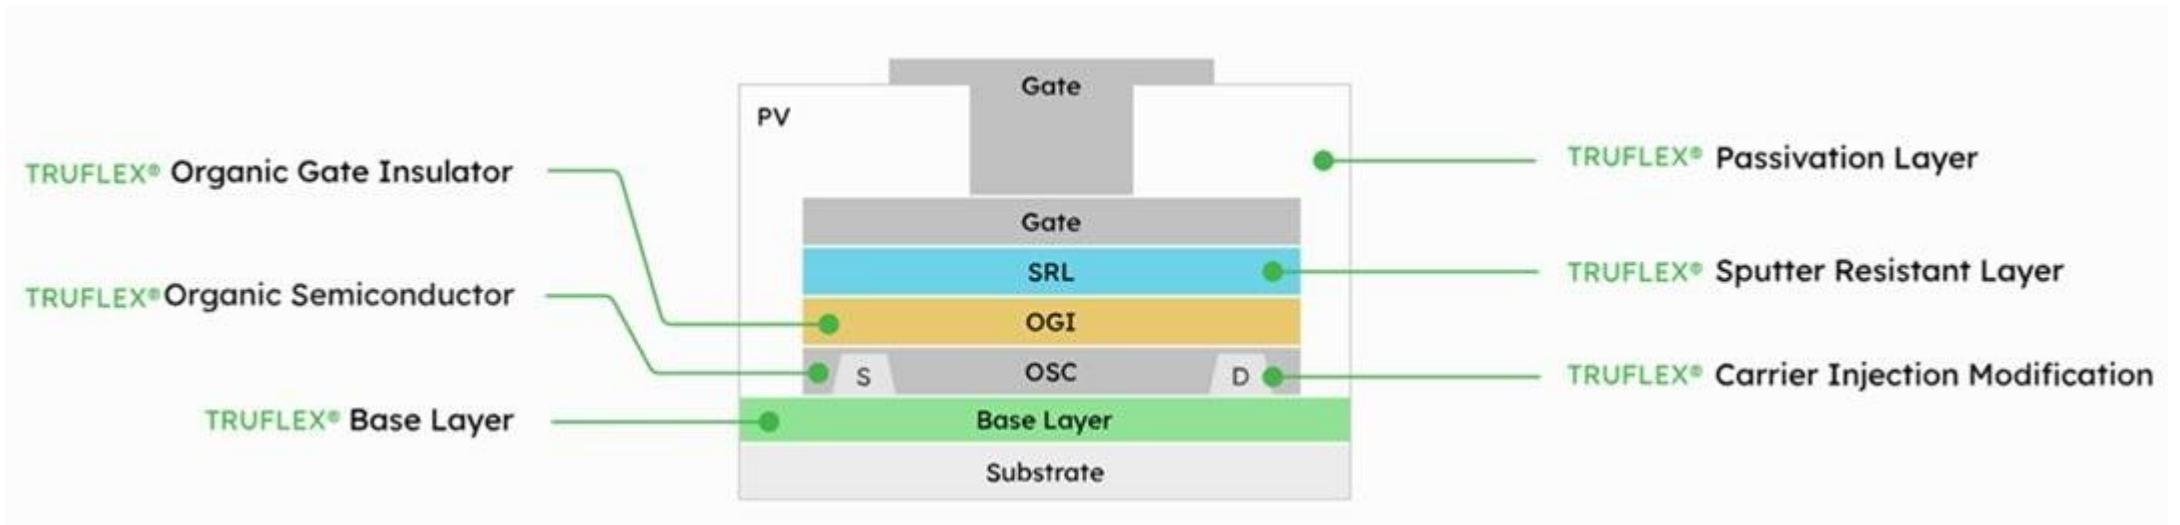 Gate
PV
TRUFLEX® Organic Gate Insulator
TRUFLEX® Passivation Layer
Gate
SRL
TRUFLEX® Sputter Resistant Layer
TRUFLEX® Organic Semiconductor
OGI
S
OSC
D
TRUFLEX® Carrier Injection Modification
TRUFLEX® Base Layer
Base Layer
Substrate